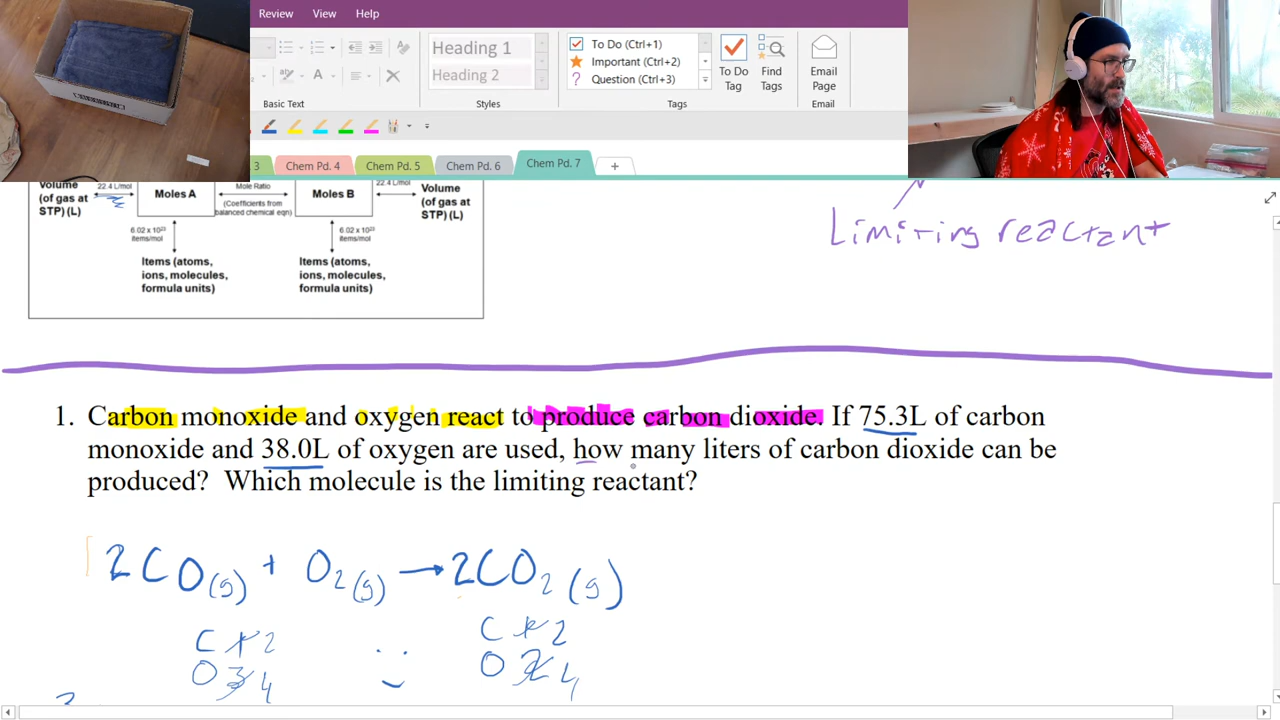 Review View Help
Heading 1
Heading 2
To Do (Ctrl+1)
Important (Ctrl+2)
Question (Ctrl+3)
To Do
Tag
Find
Tags
Email
Page
Basic Text
Styles
Tags
Email
3 Chem Pd. 4 Chem Pd. 5 Chem Pd. 6 Chem Pd. 7 +
Volume
(of gas at
STP) (L)
22.4 L/mol
Moles A
Mole Ratio
(Coefficients from
balanced chemical eqn)
Moles B
22.4 L/mol
Volume
(of gas at
STP) (L)
6.02 x 10²³
items/mol
6.02 x 10²³
items/mol
Items (atoms,
ions, molecules,
formula units)
Items (atoms,
ions, molecules,
formula units)
Limiting reactant
1. Carbon monoxide and oxygen react to produce carbon dioxide. If 75.3L of carbon
monoxide and 38.0L of oxygen are used, how many liters of carbon dioxide can be
produced? Which molecule is the limiting reactant?
2CO(g) + O₂(g) → 2CO₂(g)
C 1 2
O 3 4
C 1 2
O 2 4